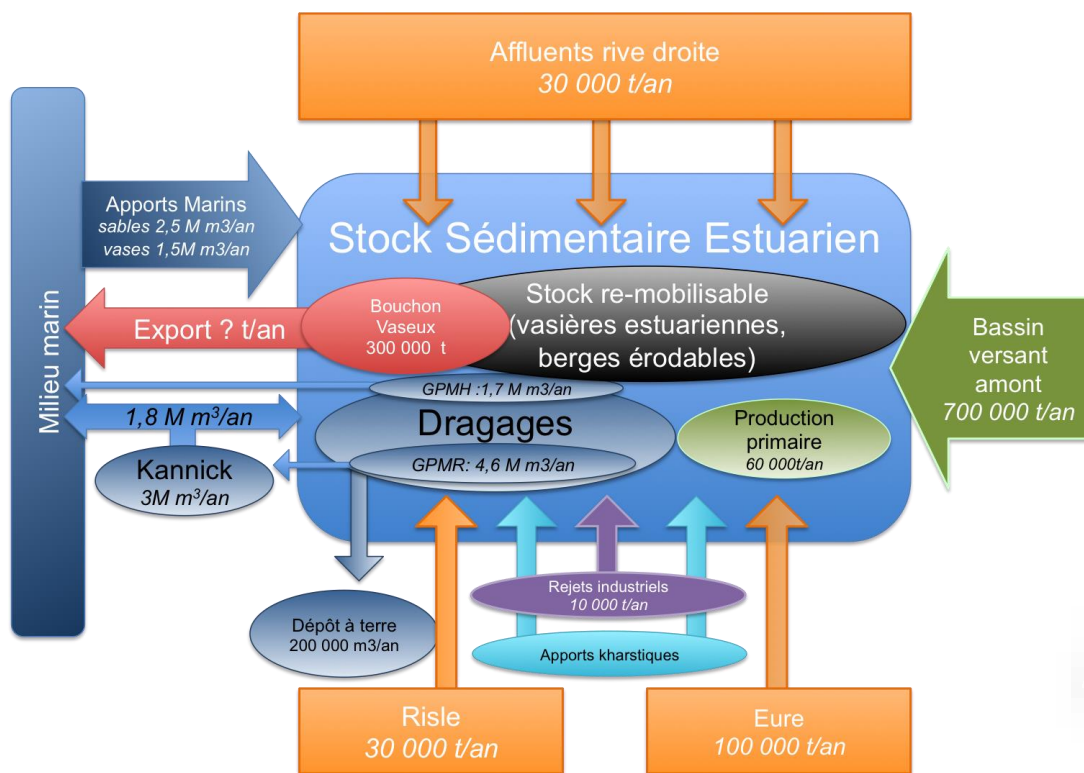 Affluents rive droite
30 000 t/an
Milieu marin
Apports Marins
sables 2,5 M m3/an
vases 1,5M m3/an
Stock Sédimentaire Estuarien
Export ? t/an
Bouchon
Vaseux
300 000 t
Stock re-mobilisable
(vasières estuariennes,
berges érodables)
Bassin
versant
amont
700 000 t/an
GPMH :1,7 M m3/an
1,8 M m³/an
Dragages
Production
primaire
60 000t/an
Kannick
3M m³/an
GPMR: 4,6 M m3/an
Rejets industriels
10 000 t/an
Dépôt à terre
200 000 m3/an
Apports kharstiques
Risle
30 000 t/an
Eure
100 000 t/an